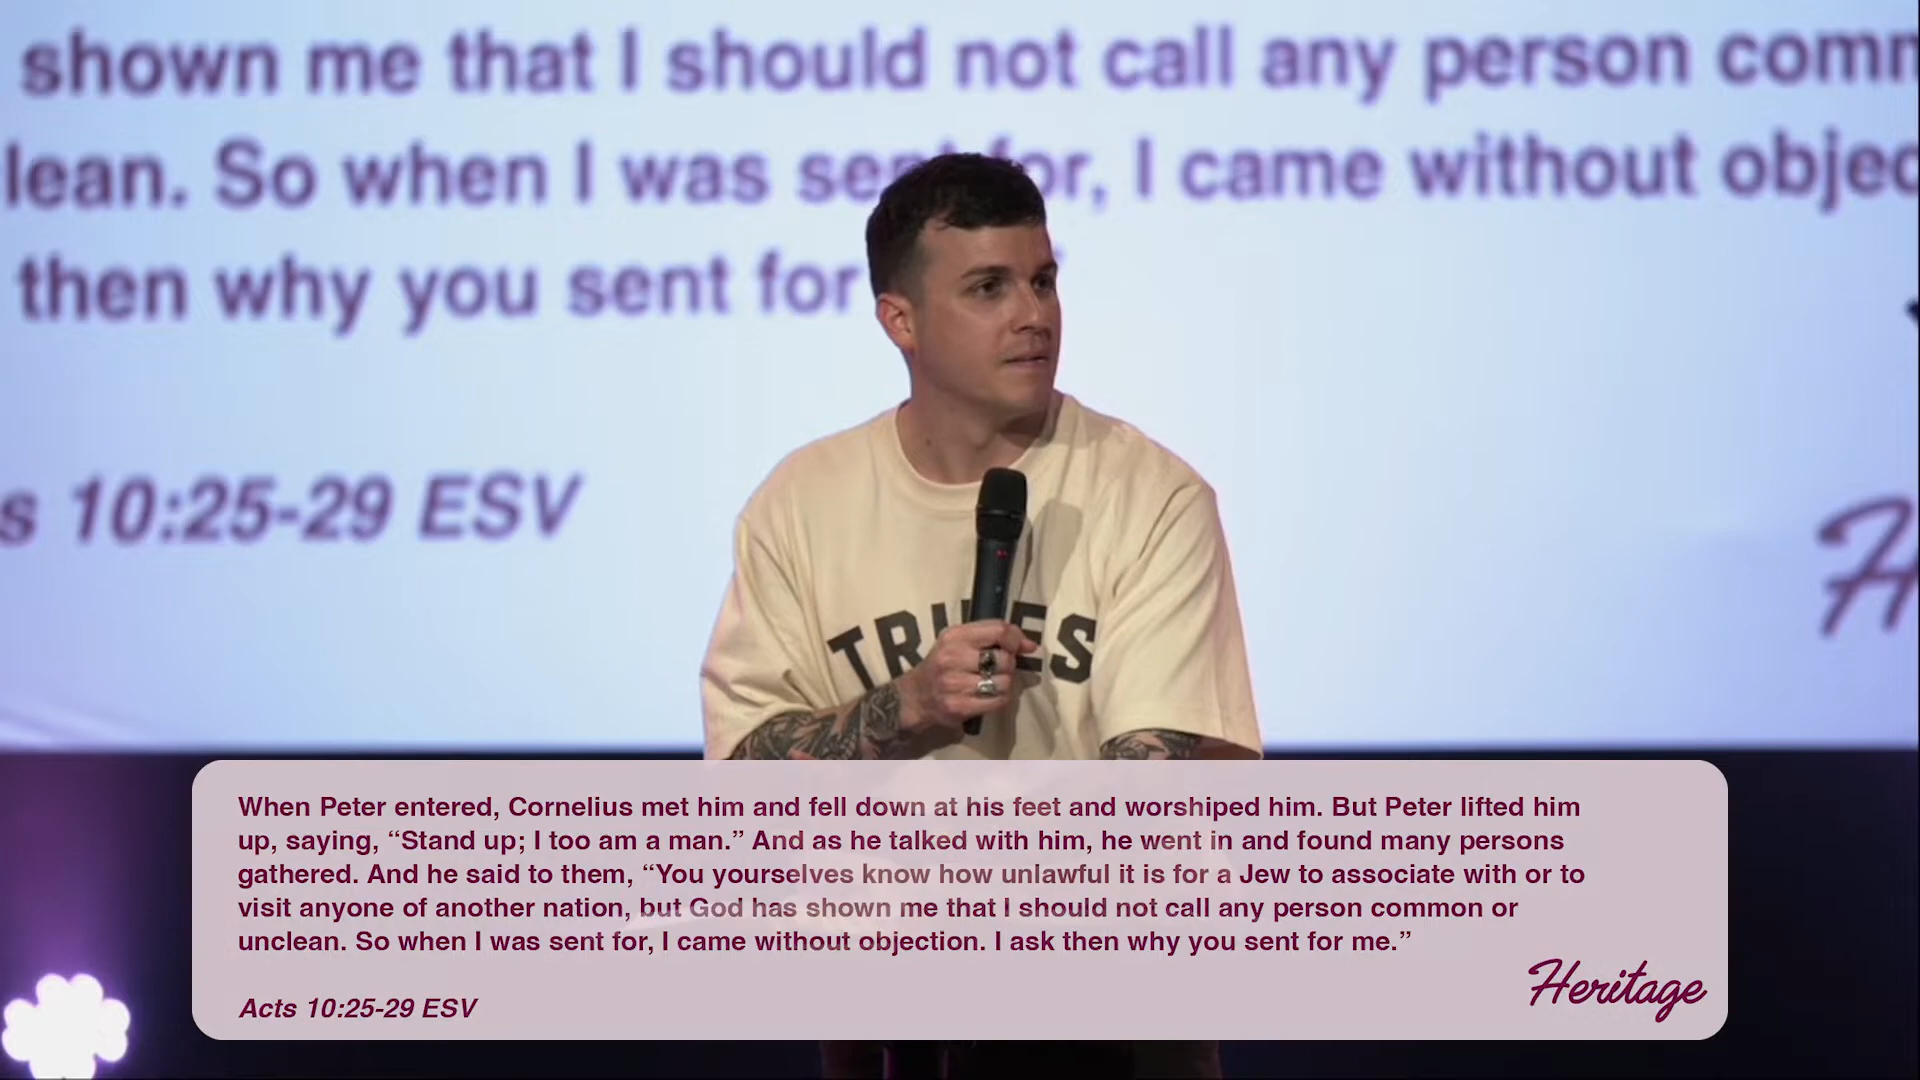 shown me that I should not call any person
lean. So when I was sent for, I came without
then why you sent for
10:25-29 ESV
When Peter entered, Cornelius met him and fell down at his feet and worshiped him. But Peter lifted him
up, saying, “Stand up; I too am a man.” And as he talked with him, he went in and found many persons
gathered. And he said to them, “You yourselves know how unlawful it is for a Jew to associate with or to
visit anyone of another nation, but God has shown me that I should not call any person common or
unclean. So when I was sent for, I came without objection. I ask then why you sent for me.”
Acts 10:25-29 ESV
Heritage